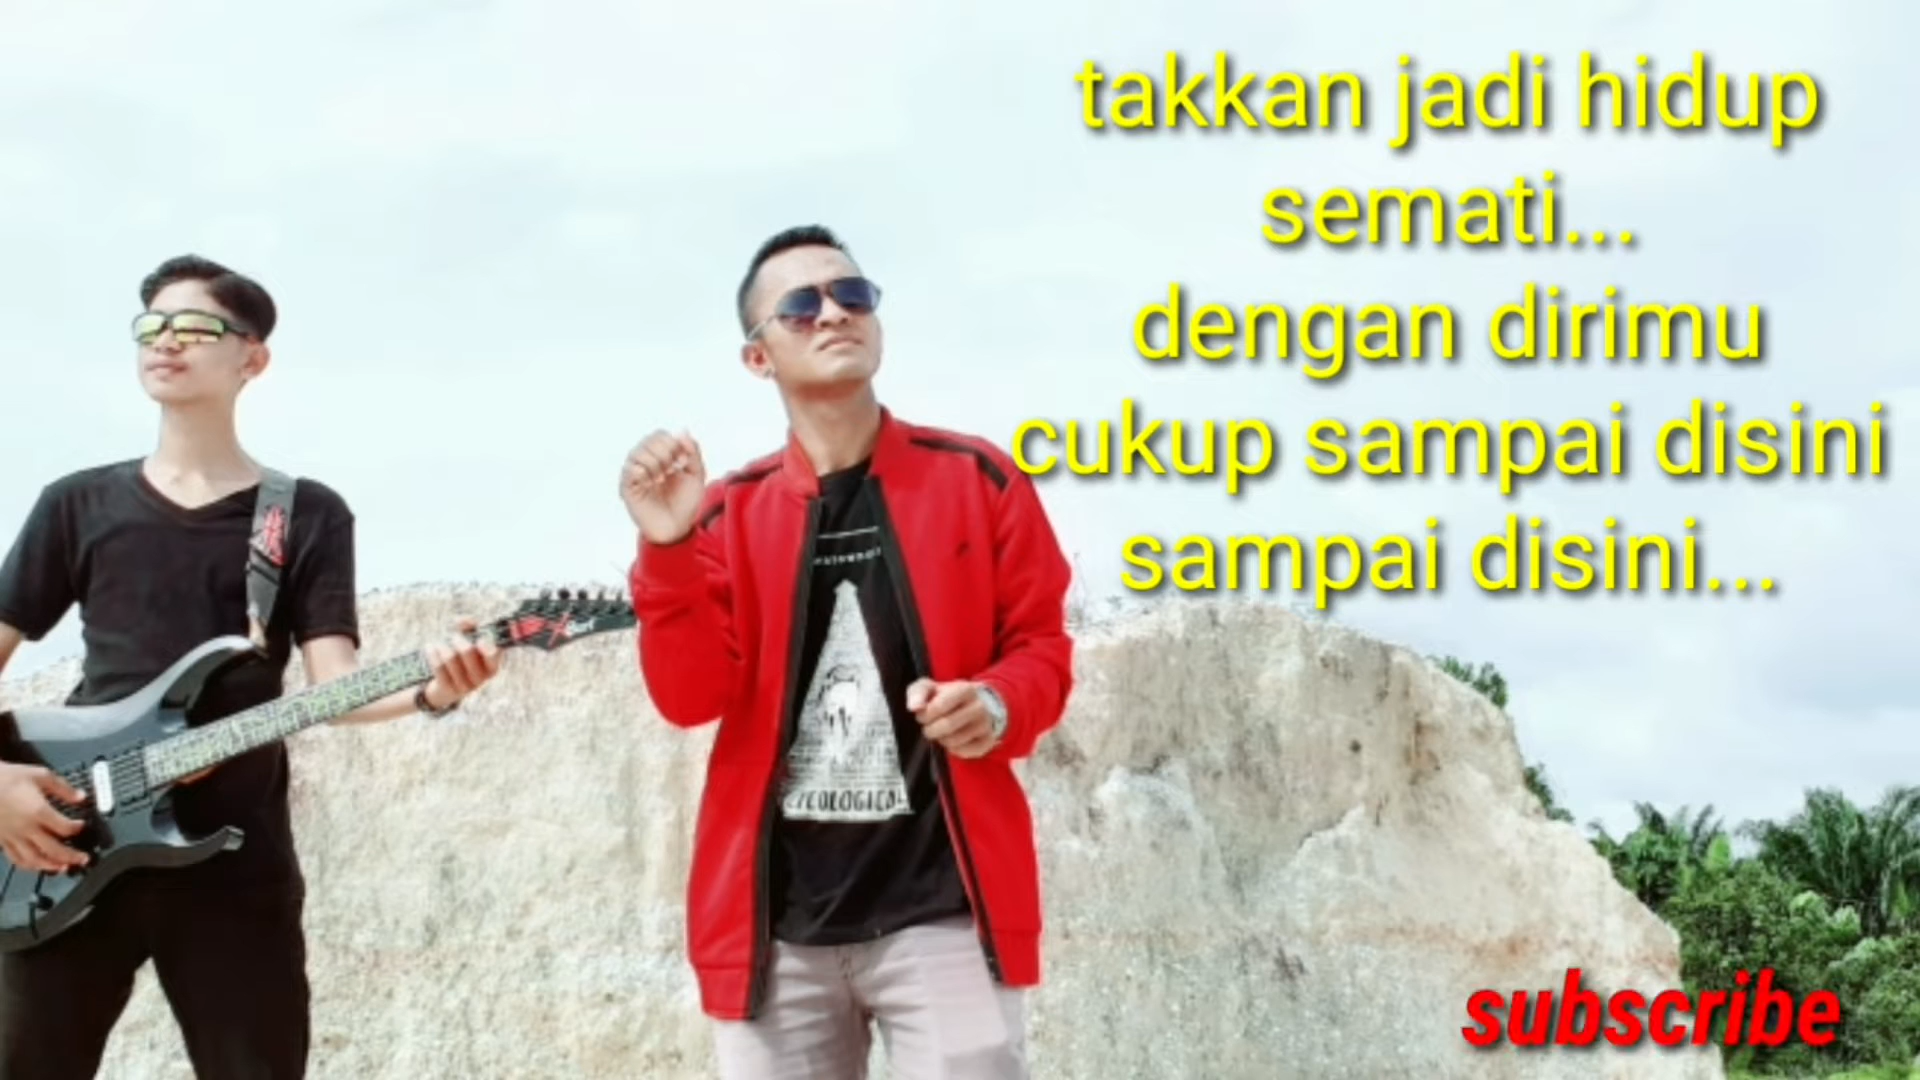 takkan jadi hidup
semati...
dengan dirimu
cukup sampai disini
sampai disini...
subscribe